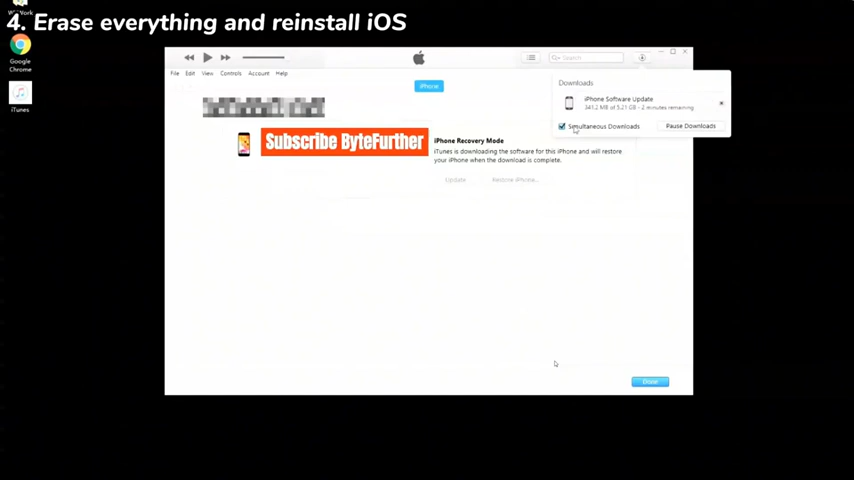 4. Erase everything and reinstall iOS
Google
Chrome
iTunes
Search
File Edit View Controls Account Help
iPhone
Downloads
iPhone Software Update
341.2 MB of 5.21 GB - 2 minutes remaining
Simultaneous Downloads
Pause Downloads
Subscribe ByteFurther
iPhone Recovery Mode
iTunes is downloading the software for this iPhone and will restore
your iPhone when the download is complete.
Update
Restore iPhone...
Done